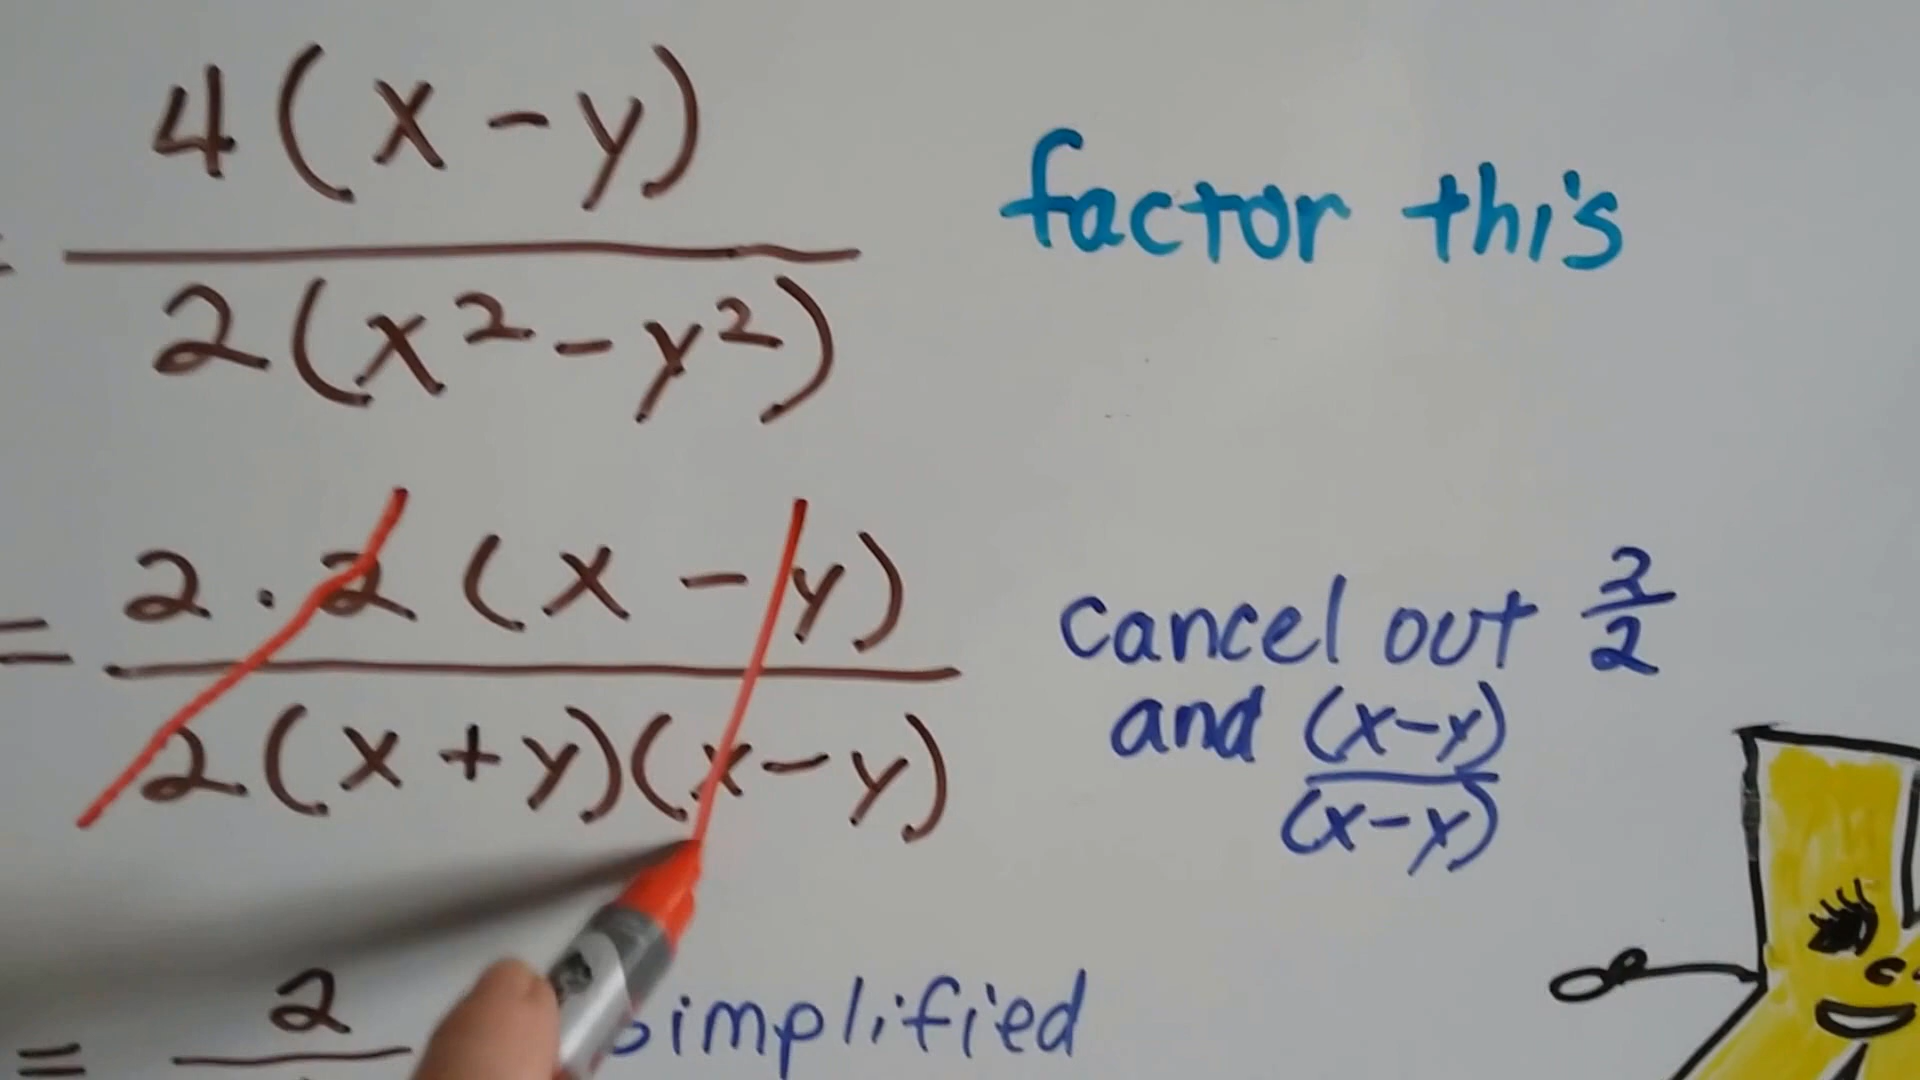 4(x-y)
factor this
2(x²-y²)
2·2(x-y)
=
2(x+y)(x-y)
cancel out 2/2
and (x-y)
(x-y)
= 2
simplified